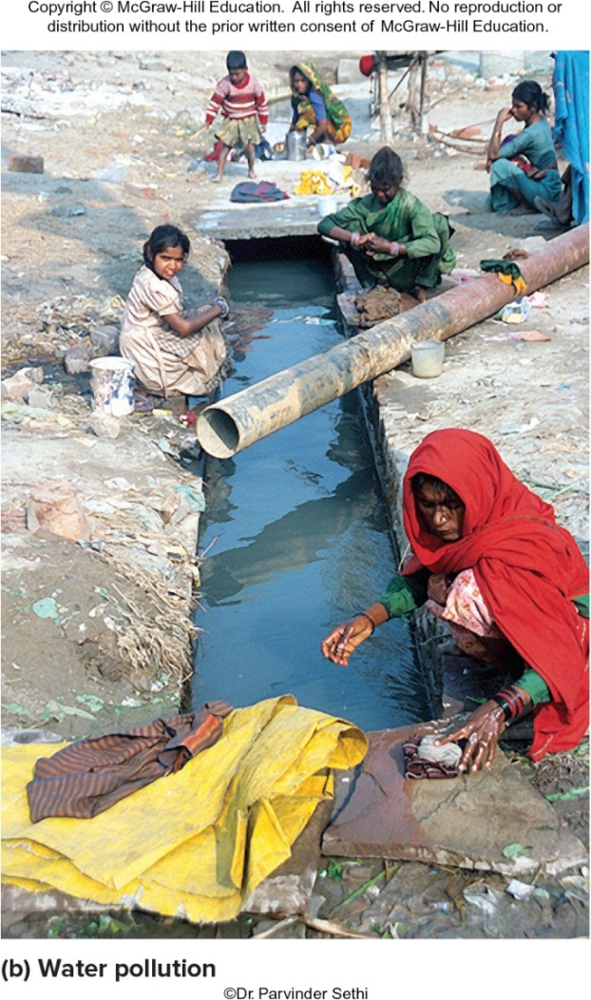 Copyright © McGraw-Hill Education. All rights reserved. No reproduction or
distribution without the prior written consent of McGraw-Hill Education.
(b) Water pollution
©Dr. Parvinder Sethi